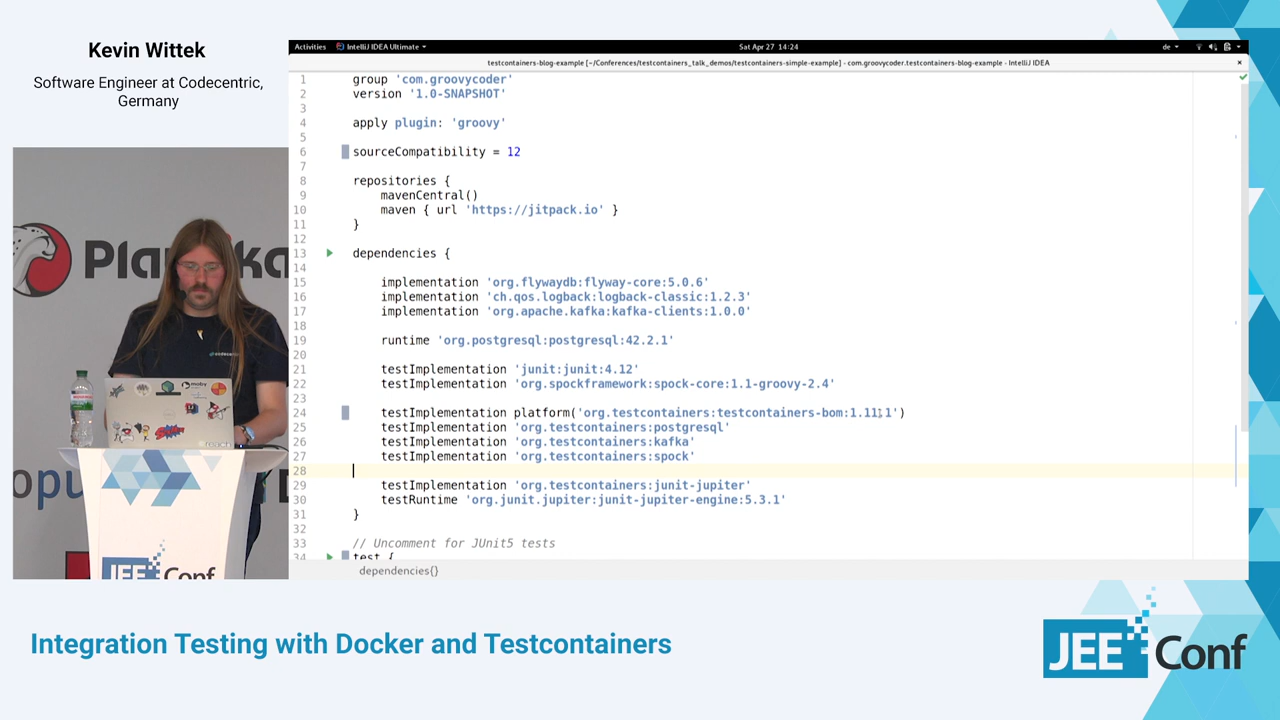 Kevin Wittek
Software Engineer at Codecentric,
Germany
Activities IntelliJ IDEA Ultimate Sat Apr 27 14:24 de
testcontainers-blog-example [~/Conferences/testcontainers_talk_demos/testcontainers-simple-example] - com.groovycoder.testcontainers-blog-example - IntelliJ IDEA
1 group 'com.groovycoder'
2 version '1.0-SNAPSHOT'
3
4 apply plugin: 'groovy'
5
6 sourceCompatibility = 12
7
8 repositories {
9 mavenCentral()
10 maven { url 'https://jitpack.io' }
11 }
12
13 dependencies {
14
15 implementation 'org.flywaydb:flyway-core:5.0.6'
16 implementation 'ch.qos.logback:logback-classic:1.2.3'
17 implementation 'org.apache.kafka:kafka-clients:1.0.0'
18
19 runtime 'org.postgresql:postgresql:42.2.1'
20
21 testImplementation 'junit:junit:4.12'
22 testImplementation 'org.spockframework:spock-core:1.1-groovy-2.4'
23
24 testImplementation platform('org.testcontainers:testcontainers-bom:1.11.1')
25 testImplementation 'org.testcontainers:postgresql'
26 testImplementation 'org.testcontainers:kafka'
27 testImplementation 'org.testcontainers:spock'
28
29 testImplementation 'org.testcontainers:junit-jupiter'
30 testRuntime 'org.junit.jupiter:junit-jupiter-engine:5.3.1'
31 }
32
33 // Uncomment for JUnit5 tests
34 test {
dependencies{}
JEE Conf
Integration Testing with Docker and Testcontainers
JEE Conf